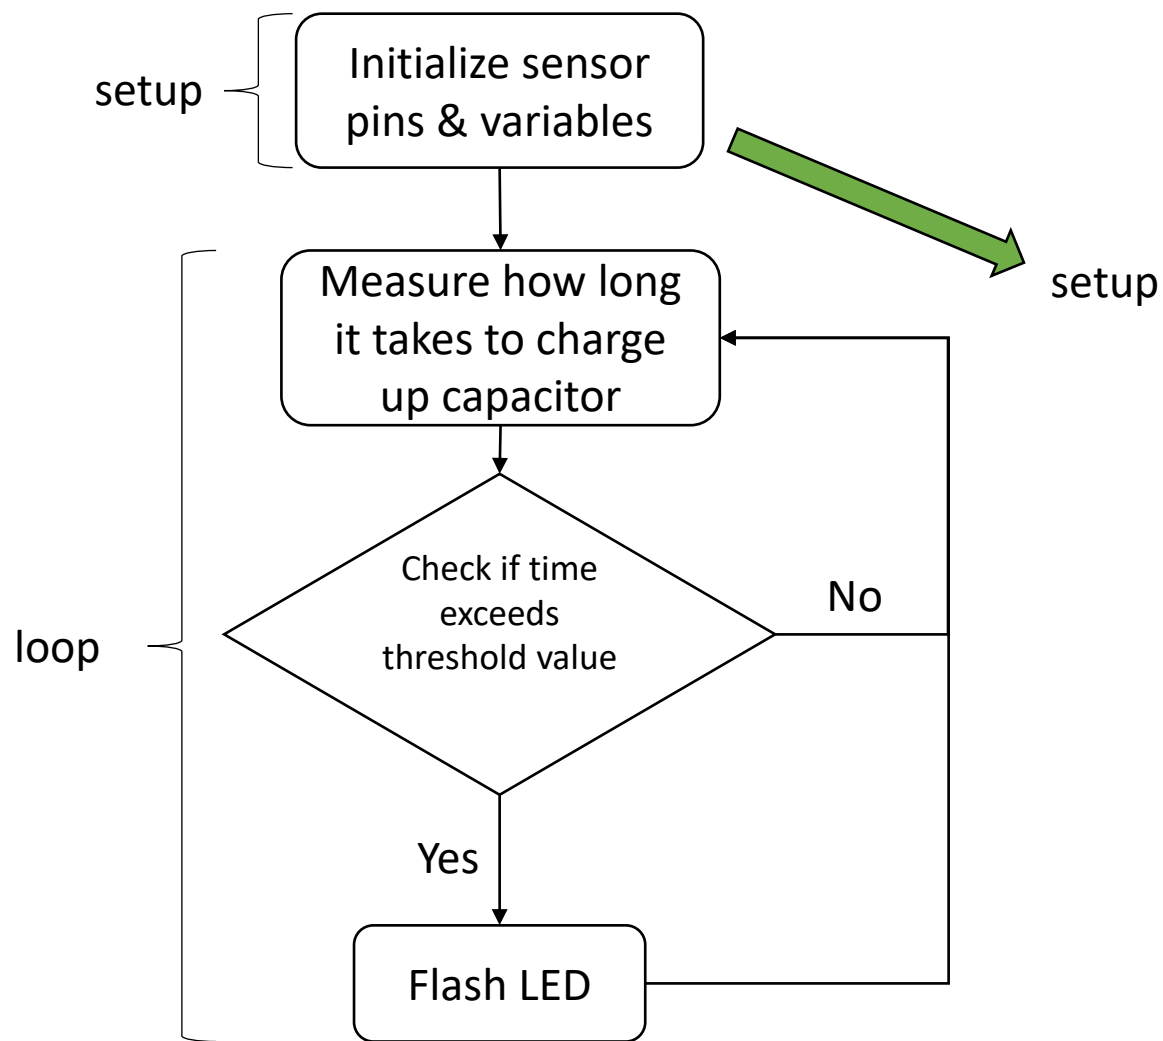 setup
Initialize sensor
pins & variables
setup
Measure how long
it takes to charge
up capacitor
Check if time
exceeds
threshold value
No
loop
Yes
Flash LED